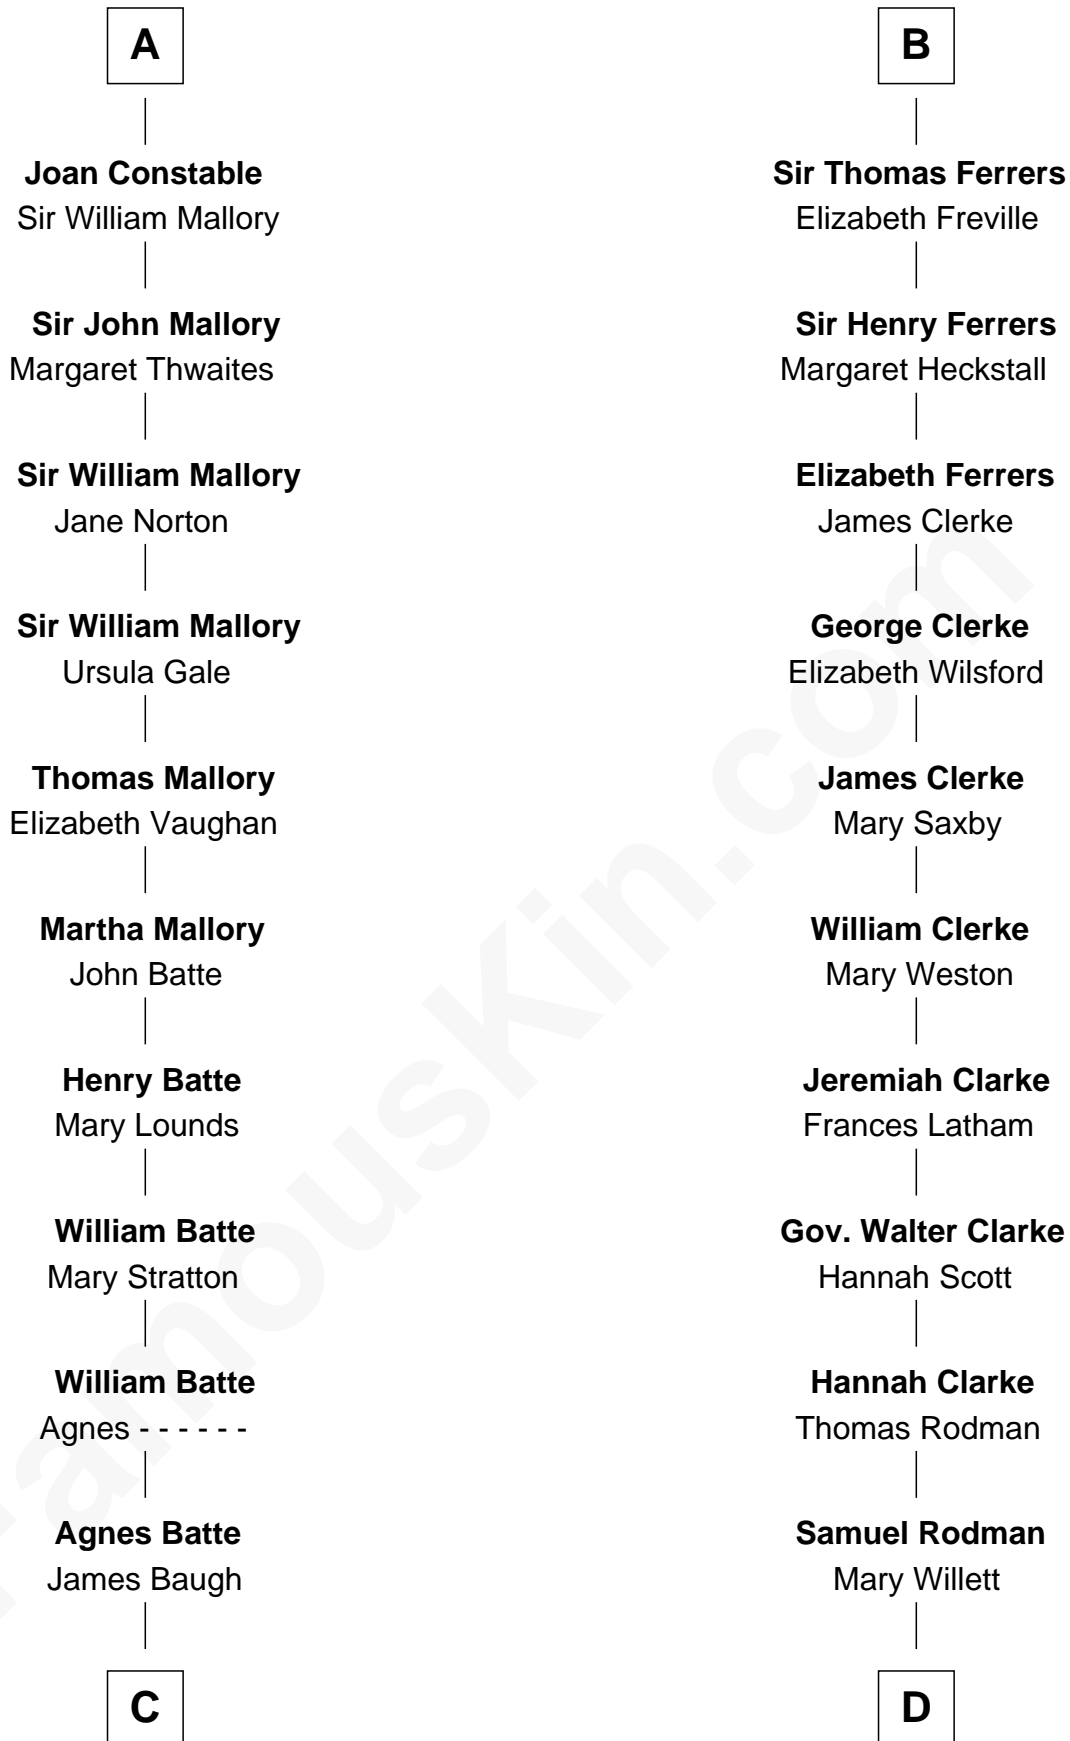 A
Joan Constable
Sir William Mallory
Sir John Mallory
Margaret Thwaites
Sir William Mallory
Jane Norton
Sir William Mallory
Ursula Gale
Thomas Mallory
Elizabeth Vaughan
Martha Mallory
John Batte
Henry Batte
Mary Lounds
William Batte
Mary Stratton
William Batte
Agnes - - - - - -
Agnes Batte
James Baugh
C
B
Sir Thomas Ferrers
Elizabeth Freville
Sir Henry Ferrers
Margaret Heckstall
Elizabeth Ferrers
James Clerke
George Clerke
Elizabeth Wilsford
James Clerke
Mary Saxby
William Clerke
Mary Weston
Jeremiah Clarke
Frances Latham
Gov. Walter Clarke
Hannah Scott
Hannah Clarke
Thomas Rodman
Samuel Rodman
Mary Willett
D
FamousKin.com